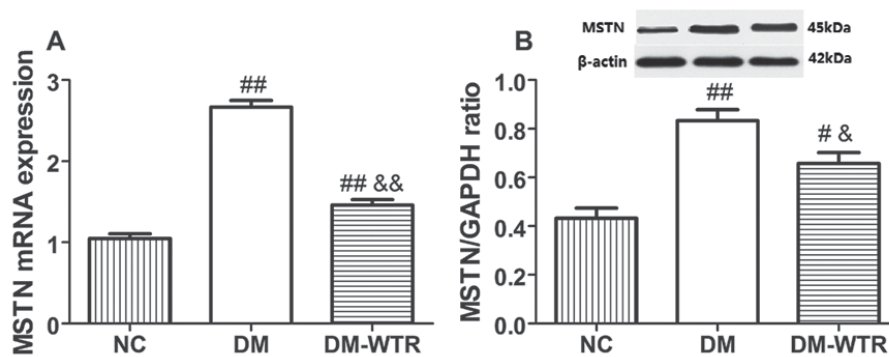 A
MSTN mRNA expression
3
2
1
0
##
## &&
NC DM DM-WTR
B
MSTN 45kDa
β-actin 42kDa
MSTN/GAPDH ratio
1.0
0.8
0.6
0.4
0.2
0.0
##
# &
NC DM DM-WTR